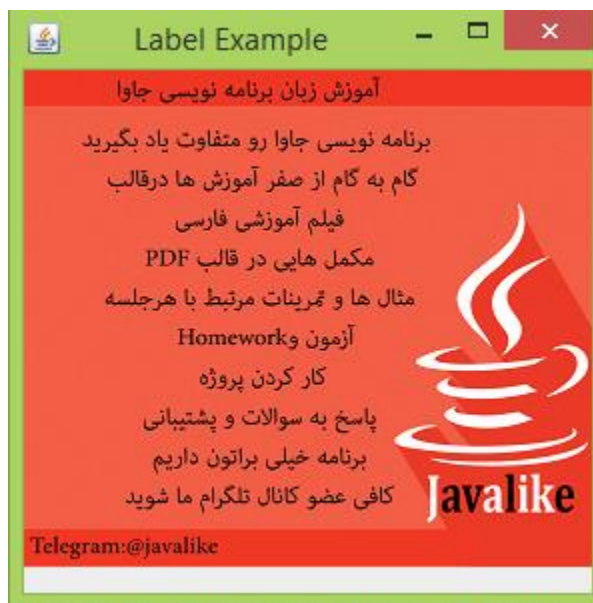 Label Example
آموزش زبان برنامه نویسی جاوا
برنامه نویسی جاوا رو متفاوت یاد بگیرید
گام به گام از صفر آموزش ها درقالب
فیلم آموزشی فارسی
مکمل هایی در قالب PDF
مثال ها و تمرینات مرتبط با هرجلسه
آزمون وHomework
کار کردن پروژه
پاسخ به سوالات و پشتیبانی
برنامه خیلی براتون داریم
کافی عضو کانال تلگرام ما شوید
Javalike
Telegram:@javalike